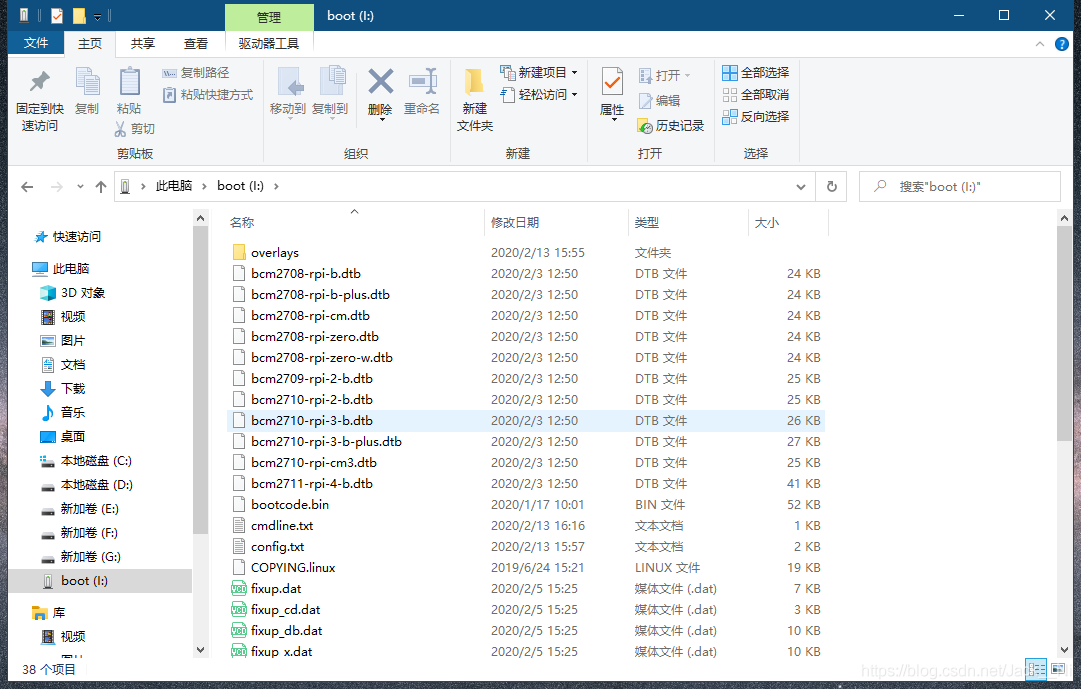 管理
boot (I:)
文件
主页
共享
查看
驱动器工具
固定到快
速访问
复制
粘贴
复制路径
粘贴快捷方式
剪切
剪贴板
移动到
复制到
删除
重命名
组织
新建
文件夹
新建项目
轻松访问
新建
属性
打开
编辑
历史记录
打开
全部选择
全部取消
反向选择
选择
此电脑 › boot (I:) ›
搜索"boot (I:)"
快速访问
此电脑
3D 对象
视频
图片
文档
下载
音乐
桌面
本地磁盘 (C:)
本地磁盘 (D:)
新加卷 (E:)
新加卷 (F:)
新加卷 (G:)
boot (I:)
库
视频
图片
名称 修改日期 类型 大小
overlays 2020/2/13 15:55 文件夹
bcm2708-rpi-b.dtb 2020/2/3 12:50 DTB 文件 24 KB
bcm2708-rpi-b-plus.dtb 2020/2/3 12:50 DTB 文件 24 KB
bcm2708-rpi-cm.dtb 2020/2/3 12:50 DTB 文件 24 KB
bcm2708-rpi-zero.dtb 2020/2/3 12:50 DTB 文件 24 KB
bcm2708-rpi-zero-w.dtb 2020/2/3 12:50 DTB 文件 24 KB
bcm2709-rpi-2-b.dtb 2020/2/3 12:50 DTB 文件 25 KB
bcm2710-rpi-2-b.dtb 2020/2/3 12:50 DTB 文件 25 KB
bcm2710-rpi-3-b.dtb 2020/2/3 12:50 DTB 文件 26 KB
bcm2710-rpi-3-b-plus.dtb 2020/2/3 12:50 DTB 文件 27 KB
bcm2710-rpi-cm3.dtb 2020/2/3 12:50 DTB 文件 25 KB
bcm2711-rpi-4-b.dtb 2020/2/3 12:50 DTB 文件 41 KB
bootcode.bin 2020/1/17 10:01 BIN 文件 52 KB
cmdline.txt 2020/2/13 16:16 文本文档 1 KB
config.txt 2020/2/13 15:57 文本文档 2 KB
COPYING.linux 2019/6/24 15:21 LINUX 文件 19 KB
fixup.dat 2020/2/5 15:25 媒体文件 (.dat) 7 KB
fixup_cd.dat 2020/2/5 15:25 媒体文件 (.dat) 3 KB
fixup_db.dat 2020/2/5 15:25 媒体文件 (.dat) 10 KB
fixup_x.dat 2020/2/5 15:25 媒体文件 (.dat) 10 KB
38 个项目